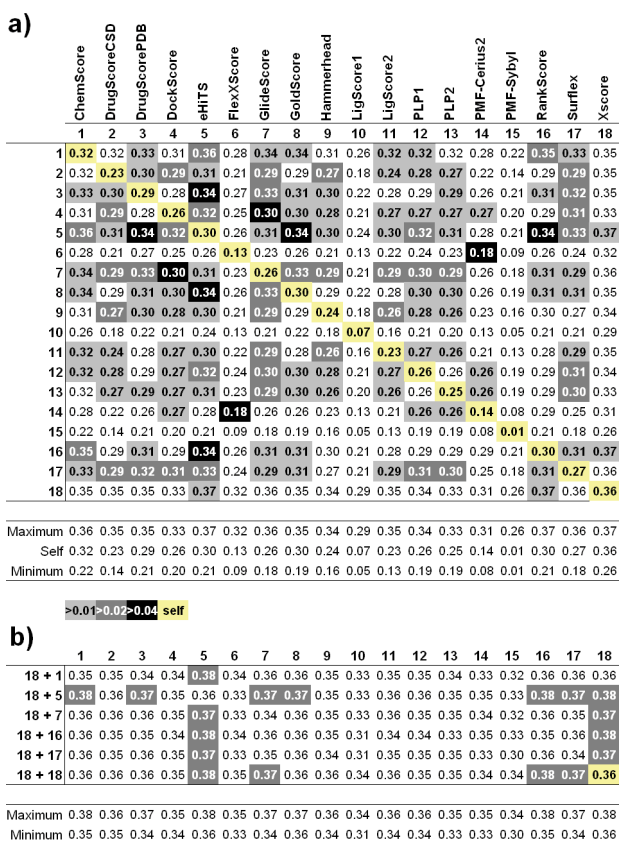 a)
ChemScore DrugScoreCSD DrugScorePDB DockScore eHiTS FlexXScore GlideScore GoldScore Hammerhead LigScore1 LigScore2 PLP1 PLP2 PMF-Cerius2 PMF-Sybyl RankScore Surflex Xscore
1 2 3 4 5 6 7 8 9 10 11 12 13 14 15 16 17 18
1 0.32 0.32 0.33 0.31 0.36 0.28 0.34 0.34 0.31 0.26 0.32 0.32 0.32 0.28 0.22 0.35 0.33 0.35
2 0.32 0.23 0.30 0.29 0.31 0.21 0.29 0.29 0.27 0.18 0.24 0.28 0.27 0.22 0.14 0.29 0.29 0.35
3 0.33 0.30 0.29 0.28 0.34 0.27 0.33 0.31 0.30 0.22 0.28 0.29 0.29 0.26 0.21 0.31 0.32 0.35
4 0.31 0.29 0.28 0.26 0.32 0.25 0.30 0.30 0.28 0.21 0.27 0.27 0.27 0.27 0.20 0.29 0.31 0.33
5 0.36 0.31 0.34 0.32 0.30 0.26 0.31 0.34 0.30 0.24 0.30 0.32 0.31 0.28 0.21 0.34 0.33 0.37
6 0.28 0.21 0.27 0.25 0.26 0.13 0.23 0.26 0.21 0.13 0.22 0.24 0.23 0.18 0.09 0.26 0.24 0.32
7 0.34 0.29 0.33 0.30 0.31 0.23 0.26 0.33 0.29 0.21 0.29 0.30 0.29 0.26 0.18 0.31 0.29 0.36
8 0.34 0.29 0.31 0.30 0.34 0.26 0.33 0.30 0.29 0.22 0.28 0.30 0.30 0.26 0.19 0.31 0.31 0.35
9 0.31 0.27 0.30 0.28 0.30 0.21 0.29 0.29 0.24 0.18 0.26 0.28 0.26 0.23 0.16 0.30 0.27 0.34
10 0.26 0.18 0.22 0.21 0.24 0.13 0.21 0.22 0.18 0.07 0.16 0.21 0.20 0.13 0.05 0.21 0.21 0.29
11 0.32 0.24 0.29 0.27 0.30 0.22 0.29 0.28 0.26 0.16 0.23 0.27 0.26 0.21 0.13 0.28 0.29 0.35
12 0.32 0.28 0.29 0.27 0.32 0.24 0.30 0.30 0.28 0.21 0.27 0.26 0.26 0.26 0.19 0.29 0.31 0.34
13 0.32 0.27 0.29 0.27 0.31 0.23 0.29 0.30 0.26 0.20 0.26 0.26 0.25 0.26 0.19 0.29 0.30 0.33
14 0.28 0.22 0.26 0.27 0.28 0.18 0.26 0.26 0.23 0.13 0.21 0.26 0.26 0.14 0.08 0.29 0.25 0.31
15 0.22 0.14 0.21 0.20 0.21 0.09 0.18 0.19 0.16 0.05 0.13 0.19 0.19 0.08 0.01 0.21 0.18 0.26
16 0.35 0.29 0.31 0.29 0.34 0.26 0.31 0.31 0.30 0.21 0.28 0.29 0.29 0.29 0.21 0.30 0.31 0.37
17 0.33 0.29 0.32 0.31 0.33 0.24 0.29 0.31 0.27 0.21 0.29 0.31 0.30 0.25 0.18 0.31 0.27 0.36
18 0.35 0.35 0.35 0.33 0.37 0.32 0.36 0.35 0.34 0.29 0.35 0.34 0.33 0.31 0.26 0.37 0.36 0.36
Maximum 0.36 0.35 0.35 0.33 0.37 0.32 0.36 0.35 0.34 0.29 0.35 0.34 0.33 0.31 0.26 0.37 0.36 0.37
Self 0.32 0.23 0.29 0.26 0.30 0.13 0.26 0.30 0.24 0.07 0.23 0.26 0.25 0.14 0.01 0.30 0.27 0.36
Minimum 0.22 0.14 0.21 0.20 0.21 0.09 0.18 0.19 0.16 0.05 0.13 0.19 0.19 0.08 0.01 0.21 0.18 0.26
>0.01 >0.02 >0.04 self
b)
1 2 3 4 5 6 7 8 9 10 11 12 13 14 15 16 17 18
18 + 1 0.35 0.35 0.34 0.34 0.38 0.34 0.36 0.36 0.35 0.33 0.35 0.35 0.34 0.33 0.32 0.36 0.36 0.36
18 + 5 0.38 0.36 0.37 0.35 0.36 0.34 0.37 0.37 0.35 0.33 0.36 0.35 0.35 0.35 0.33 0.38 0.37 0.38
18 + 7 0.36 0.36 0.36 0.35 0.37 0.33 0.34 0.36 0.35 0.33 0.35 0.35 0.34 0.34 0.32 0.36 0.35 0.37
18 + 16 0.36 0.35 0.35 0.34 0.38 0.34 0.36 0.36 0.35 0.31 0.34 0.34 0.33 0.35 0.33 0.34 0.36 0.38
18 + 17 0.36 0.35 0.36 0.35 0.37 0.33 0.35 0.36 0.34 0.31 0.35 0.35 0.35 0.33 0.30 0.36 0.34 0.37
18 + 18 0.36 0.36 0.36 0.35 0.38 0.35 0.37 0.36 0.36 0.34 0.36 0.35 0.35 0.34 0.34 0.38 0.37 0.36
Maximum 0.38 0.36 0.37 0.35 0.38 0.35 0.37 0.37 0.36 0.34 0.36 0.35 0.35 0.35 0.34 0.38 0.37 0.38
Minimum 0.35 0.35 0.34 0.34 0.36 0.33 0.34 0.36 0.34 0.31 0.34 0.34 0.33 0.33 0.30 0.35 0.34 0.36